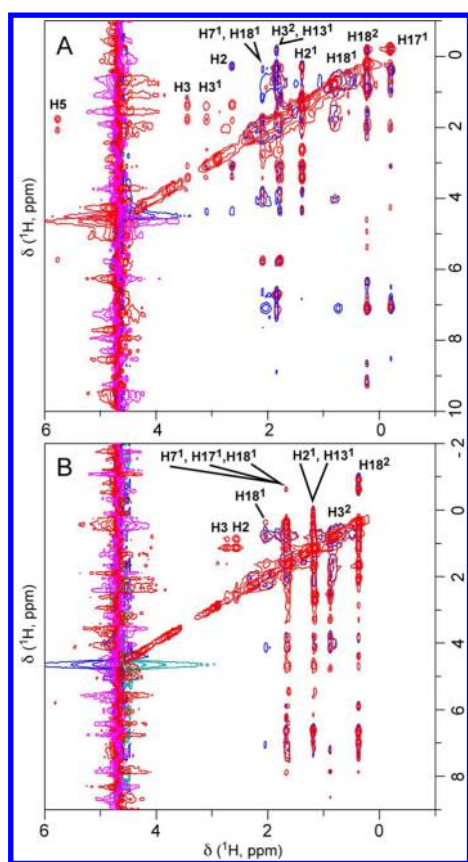 A
H7¹, H18¹
H3², H13¹
H2
H2¹
H18¹
H18²
H17¹
H5
H3
H3¹
0
2
4
6
8
10
δ (¹H, ppm)
6
4
2
0
B
H7¹, H17¹,H18¹
H2¹, H13¹
H18²
H18¹
H3²
H3 H2
-2
0
2
4
6
8
δ (¹H, ppm)
6
4
2
0
δ (¹H, ppm)